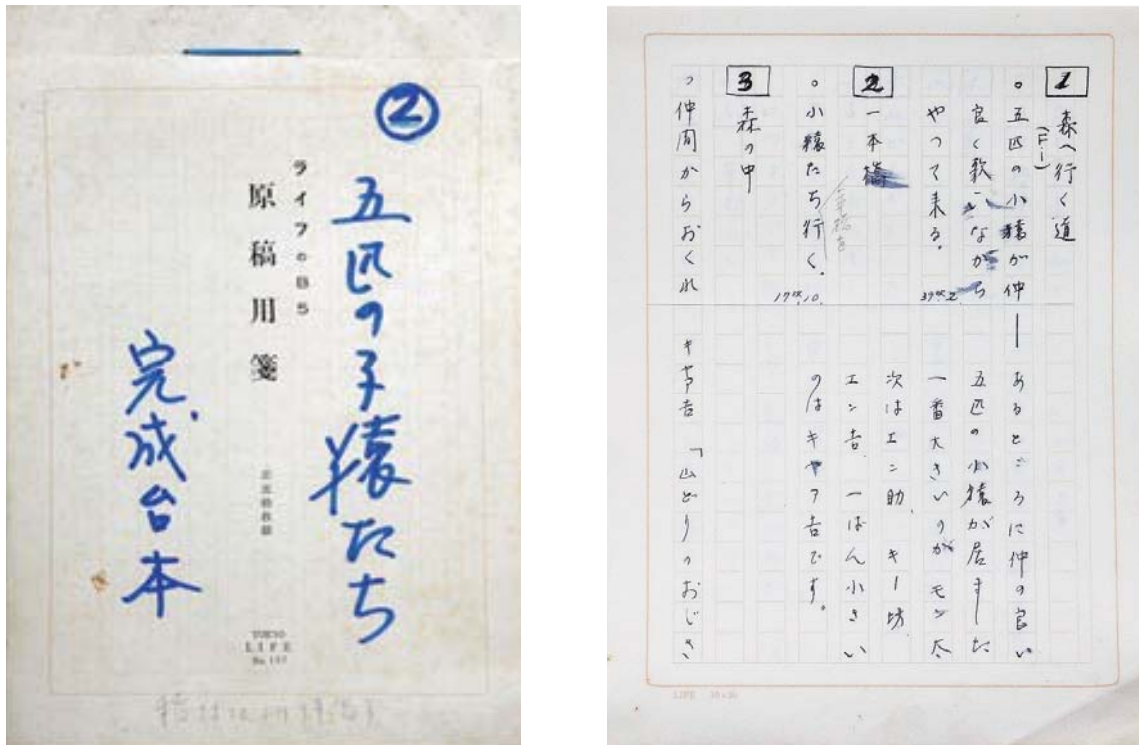 ②
五匹の子猿たち
ライフの
原稿用箋
完成台本
TOKYO
LIFE
No.
1 森へ行く道
(F・I)
。五匹の小猿が仲
良く歌いながら
やって来る。
2 一本橋
。小猿たち行く。
3 森の中
仲間からおくれ
あるところに仲の良い
五匹の小猿が居ました
一番大きいのがモン太
次はエン助、キー坊
エン吉、一ばん小さい
のはキャア吉です。
キャア吉「山どりのおじさ
LIFE